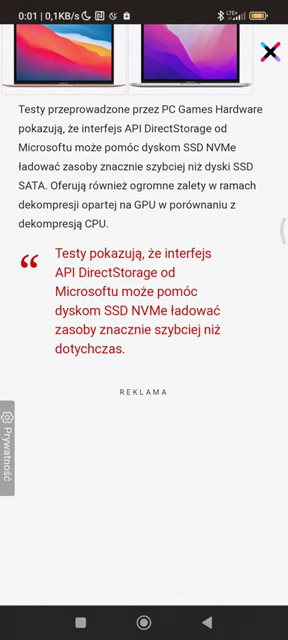 0:01 | 0,1KB/s
LTE+
Testy przeprowadzone przez PC Games Hardware
pokazują, że interfejs API DirectStorage od
Microsoftu może pomóc dyskom SSD NVMe
ładować zasoby znacznie szybciej niż dyski SSD
SATA. Oferują również ogromne zalety w ramach
dekompresji opartej na GPU w porównaniu z
dekompresją CPU.
“ Testy pokazują, że interfejs
API DirectStorage od
Microsoftu może pomóc
dyskom SSD NVMe ładować
zasoby znacznie szybciej niż
dotychczas.
REKLAMA
Prywatność